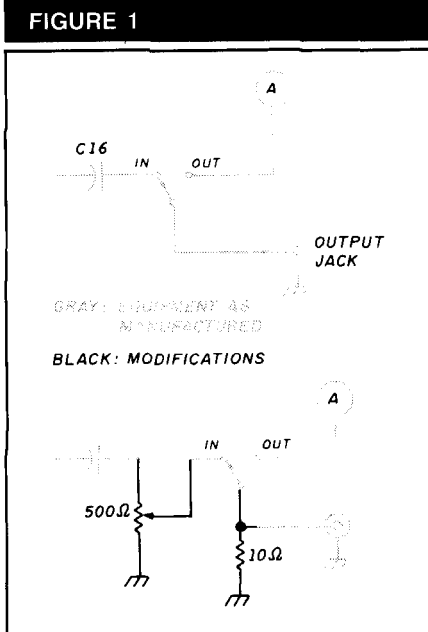 FIGURE 1
A
C16
IN OUT
OUTPUT
JACK
GRAY: EQUIPMENT AS
MANUFACTURED
BLACK: MODIFICATIONS
A
IN OUT
500Ω
10Ω